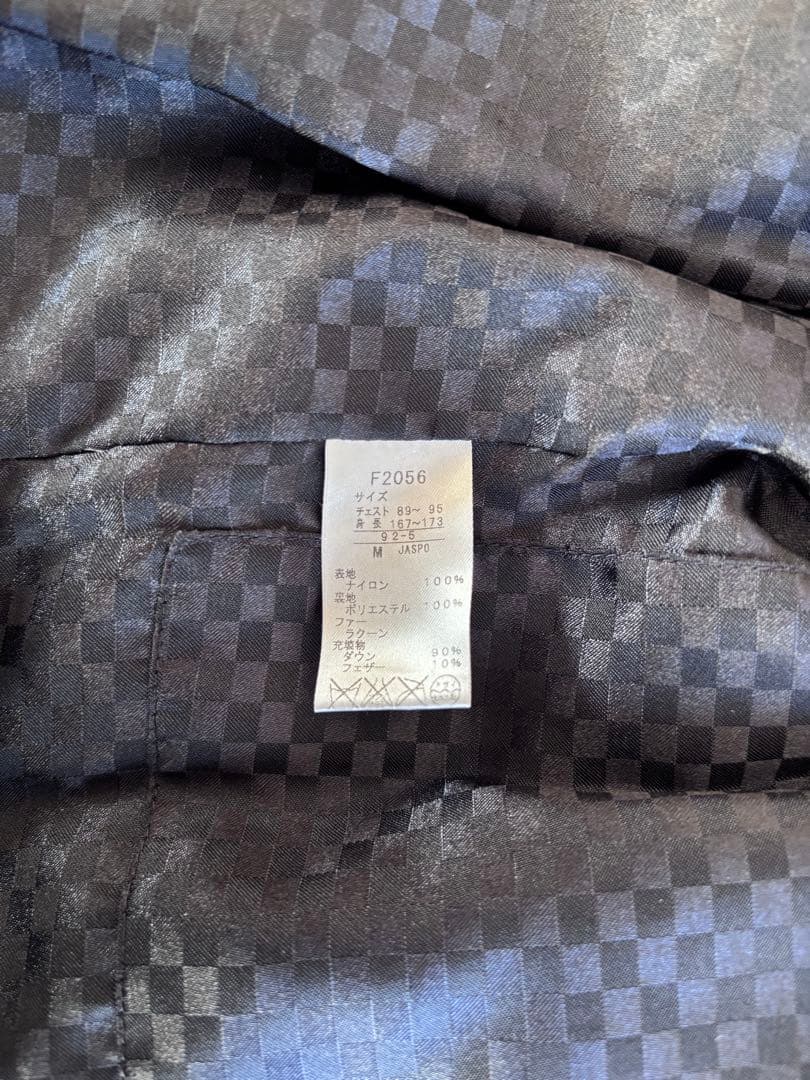 F2056
サイズ
チェスト 89～ 95
身 長 167～173
92-5
M JASPO
表地
ナイロン 100%
裏地
ポリエステル 100%
ファー
ラクーン
充填物
ダウン 90%
フェザー 10%